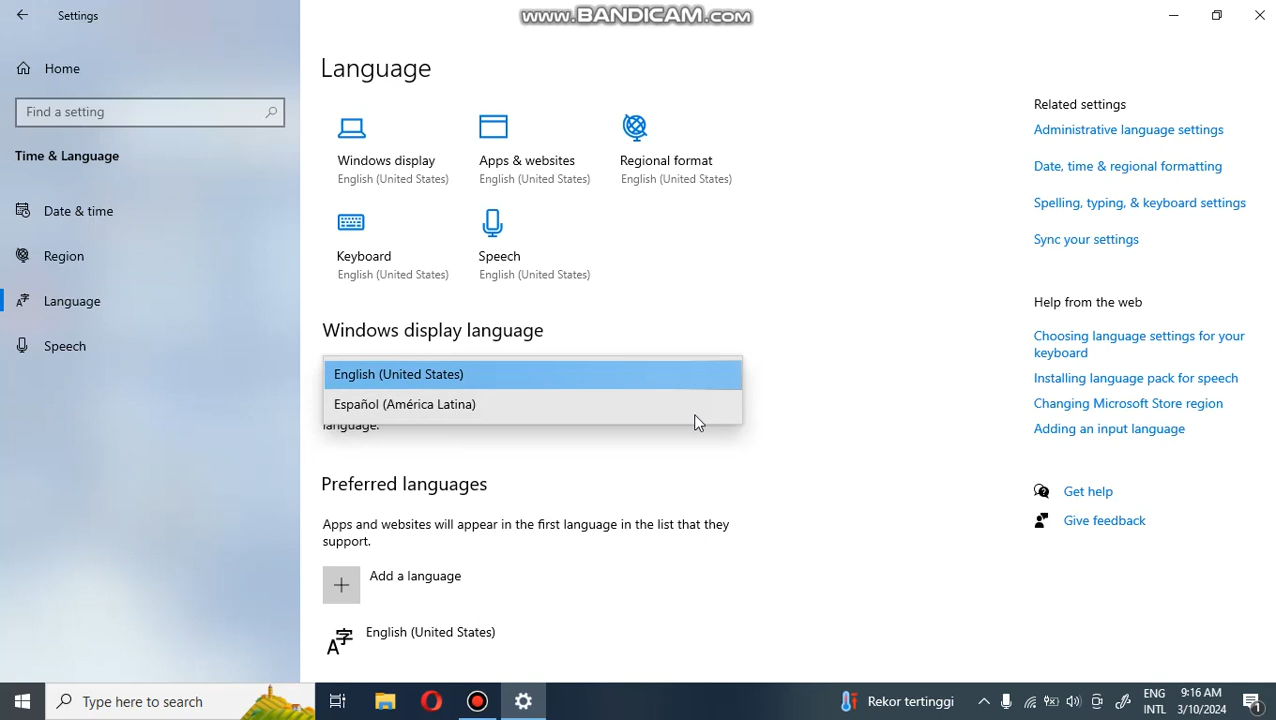 Settings
www.BANDICAM.com
Home
Find a setting
Time & Language
Date & time
Region
Language
Speech
Language
Windows display
English (United States)
Apps & websites
English (United States)
Regional format
English (United States)
Keyboard
English (United States)
Speech
English (United States)
Windows display language
English (United States)
Español (América Latina)
language.
Preferred languages
Apps and websites will appear in the first language in the list that they
support.
Add a language
English (United States)
Related settings
Administrative language settings
Date, time & regional formatting
Spelling, typing, & keyboard settings
Sync your settings
Help from the web
Choosing language settings for your
keyboard
Installing language pack for speech
Changing Microsoft Store region
Adding an input language
Get help
Give feedback
Type here to search
Rekor tertinggi
ENG
INTL
9:16 AM
3/10/2024
1